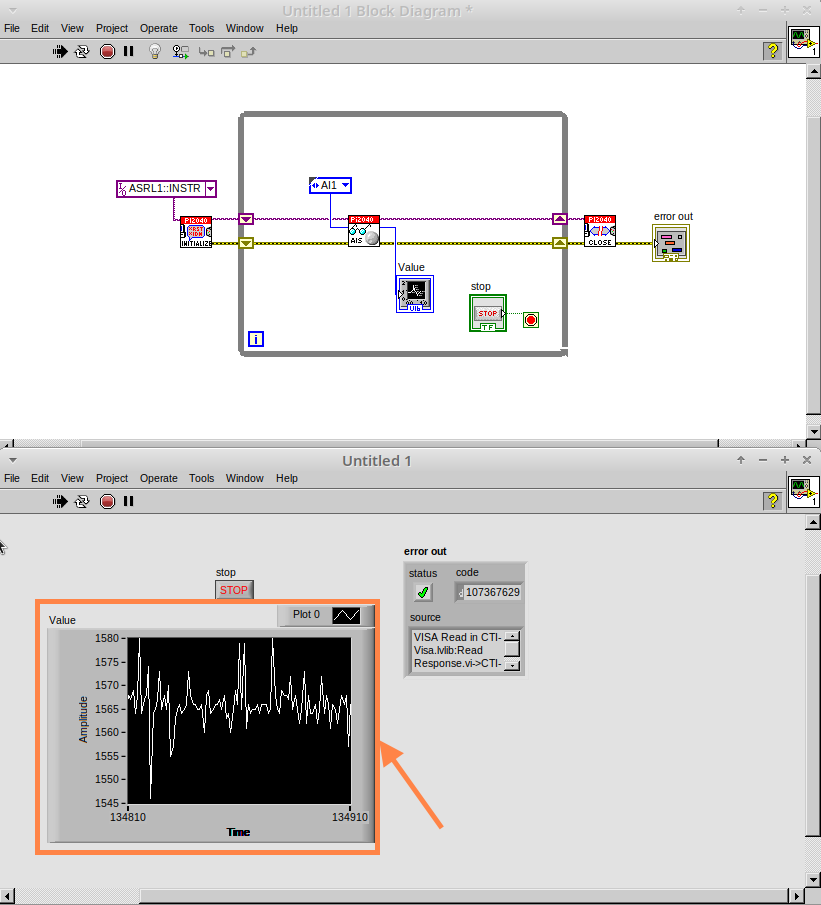 Untitled 1 Block Diagram *
File Edit View Project Operate Tools Window Help
?
1
ASRL1::INSTR
AI1
PI2040
INITIALIZE
PI2040
AIS
PI2040
CLOSE
error out
Value
stop
STOP
TF
i
Untitled 1
File Edit View Project Operate Tools Window Help
?
1
error out
stop
STOP
status
code
107367629
source
VISA Read in CTI-
Visa.lvlib:Read
Response.vi->CTI-
Value
Plot 0
1580
1575
1570
1565
1560
1555
1550
1545
Amplitude
134810
134910
Time